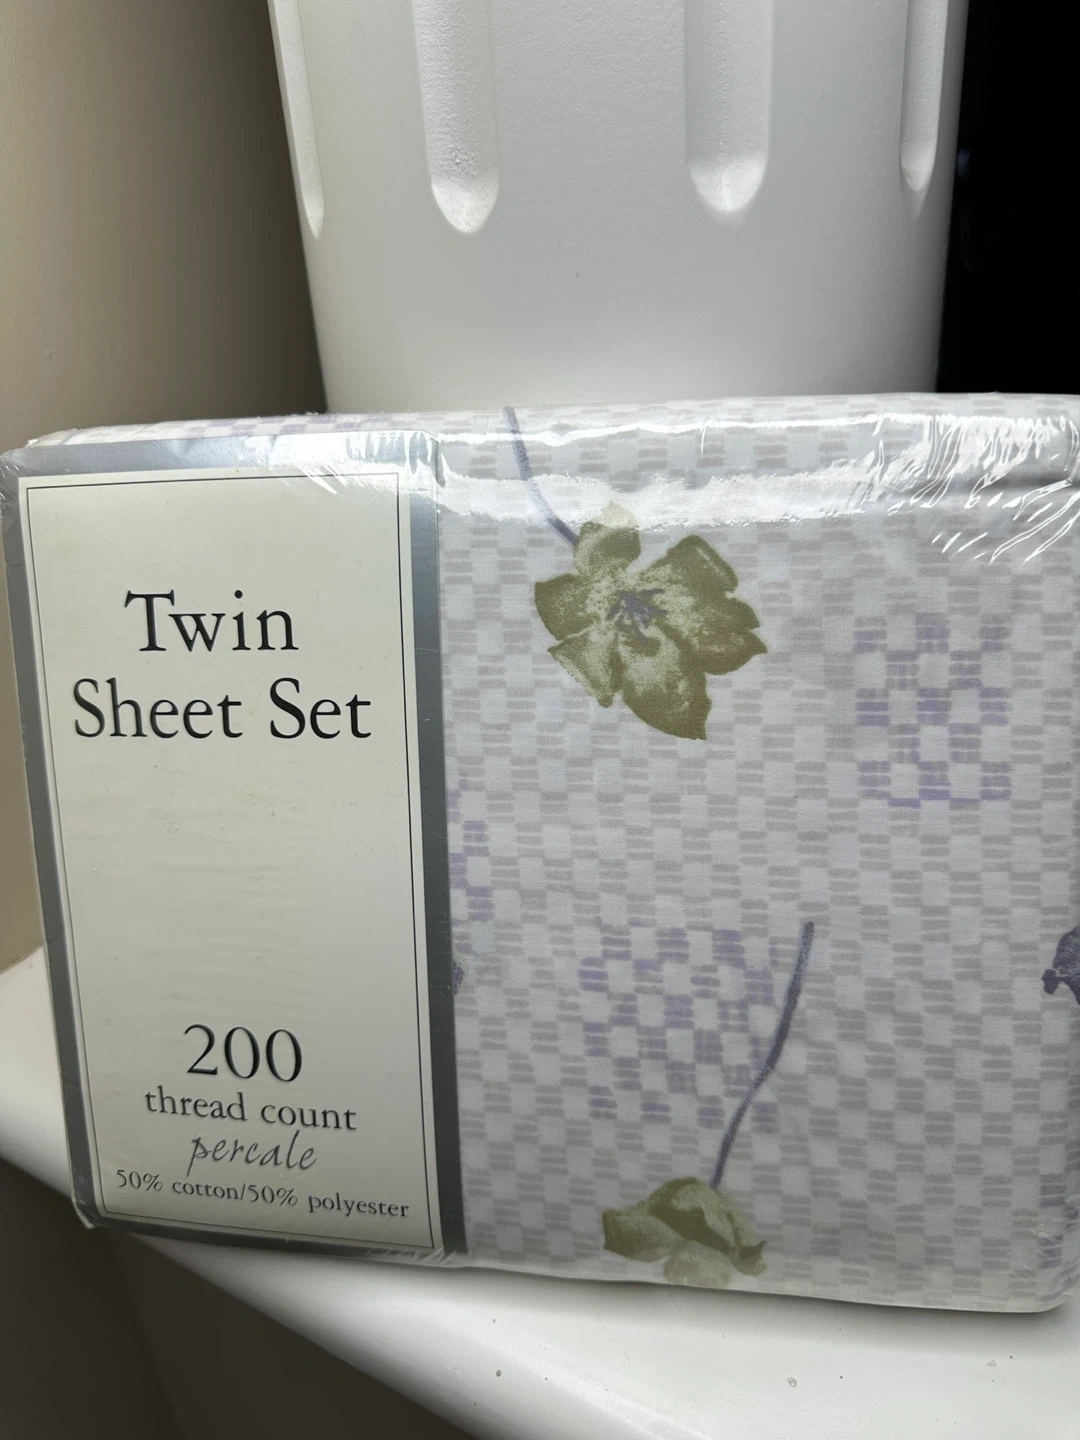 Twin
Sheet Set
200
thread count
percale
50% cotton/50% polyester